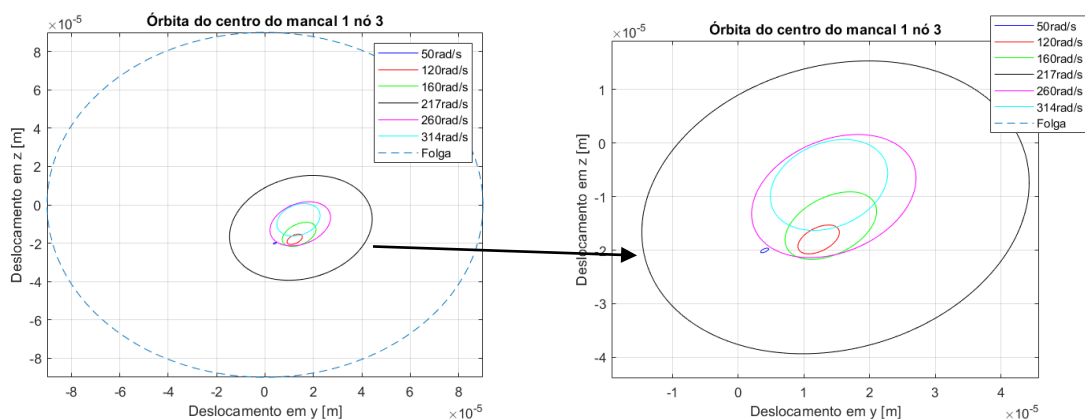 Órbita do centro do mancal 1 nó 3
×10⁻⁵
8
6
4
2
0
-2
-4
-6
-8
Deslocamento em z [m]
50rad/s
120rad/s
160rad/s
217rad/s
260rad/s
314rad/s
Folga
-8 -6 -4 -2 0 2 4 6 8
Deslocamento em y [m]
×10⁻⁵
Órbita do centro do mancal 1 nó 3
×10⁻⁵
1
0
-1
-2
-3
-4
Deslocamento em z [m]
50rad/s
120rad/s
160rad/s
217rad/s
260rad/s
314rad/s
Folga
-1 0 1 2 3 4
Deslocamento em y [m]
×10⁻⁵